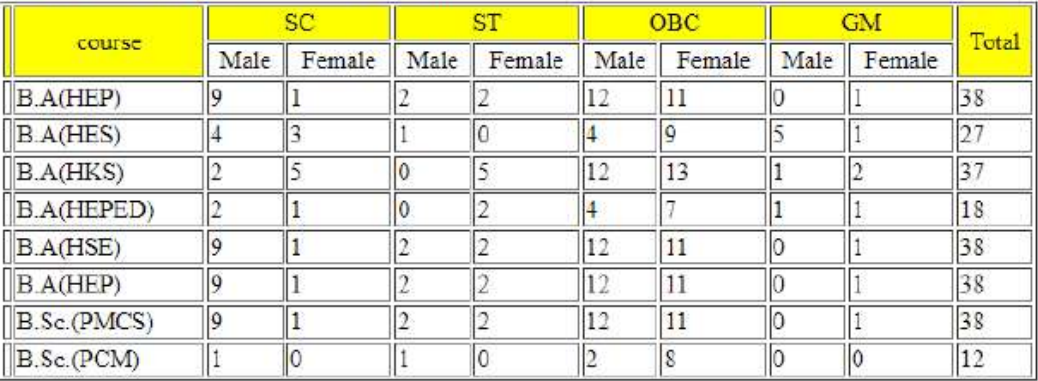 course SC ST OBC GM Total
Male Female Male Female Male Female Male Female
B.A(HEP) 9 1 2 2 12 11 0 1 38
B.A(HES) 4 3 1 0 4 9 5 1 27
B.A(HKS) 2 5 0 5 12 13 1 2 37
B.A(HEPED) 2 1 0 2 4 7 1 1 18
B.A(HSE) 9 1 2 2 12 11 0 1 38
B.A(HEP) 9 1 2 2 12 11 0 1 38
B.Sc.(PMCS) 9 1 2 2 12 11 0 1 38
B.Sc.(PCM) 1 0 1 0 2 8 0 0 12